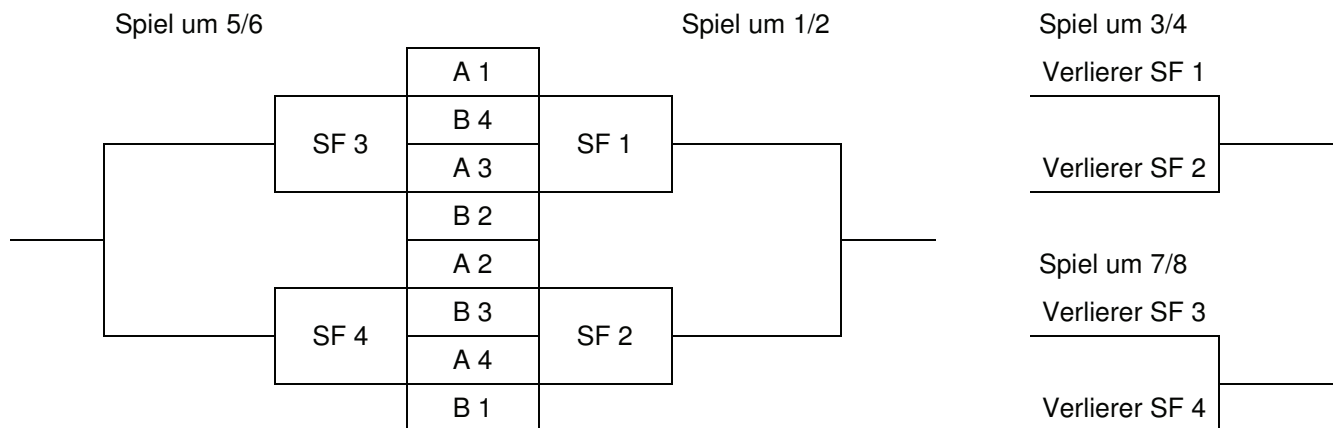 Spiel um 5/6
Spiel um 1/2
Spiel um 3/4
A 1
Verlierer SF 1
B 4
SF 3
SF 1
A 3
Verlierer SF 2
B 2
A 2
Spiel um 7/8
B 3
Verlierer SF 3
SF 4
SF 2
A 4
B 1
Verlierer SF 4